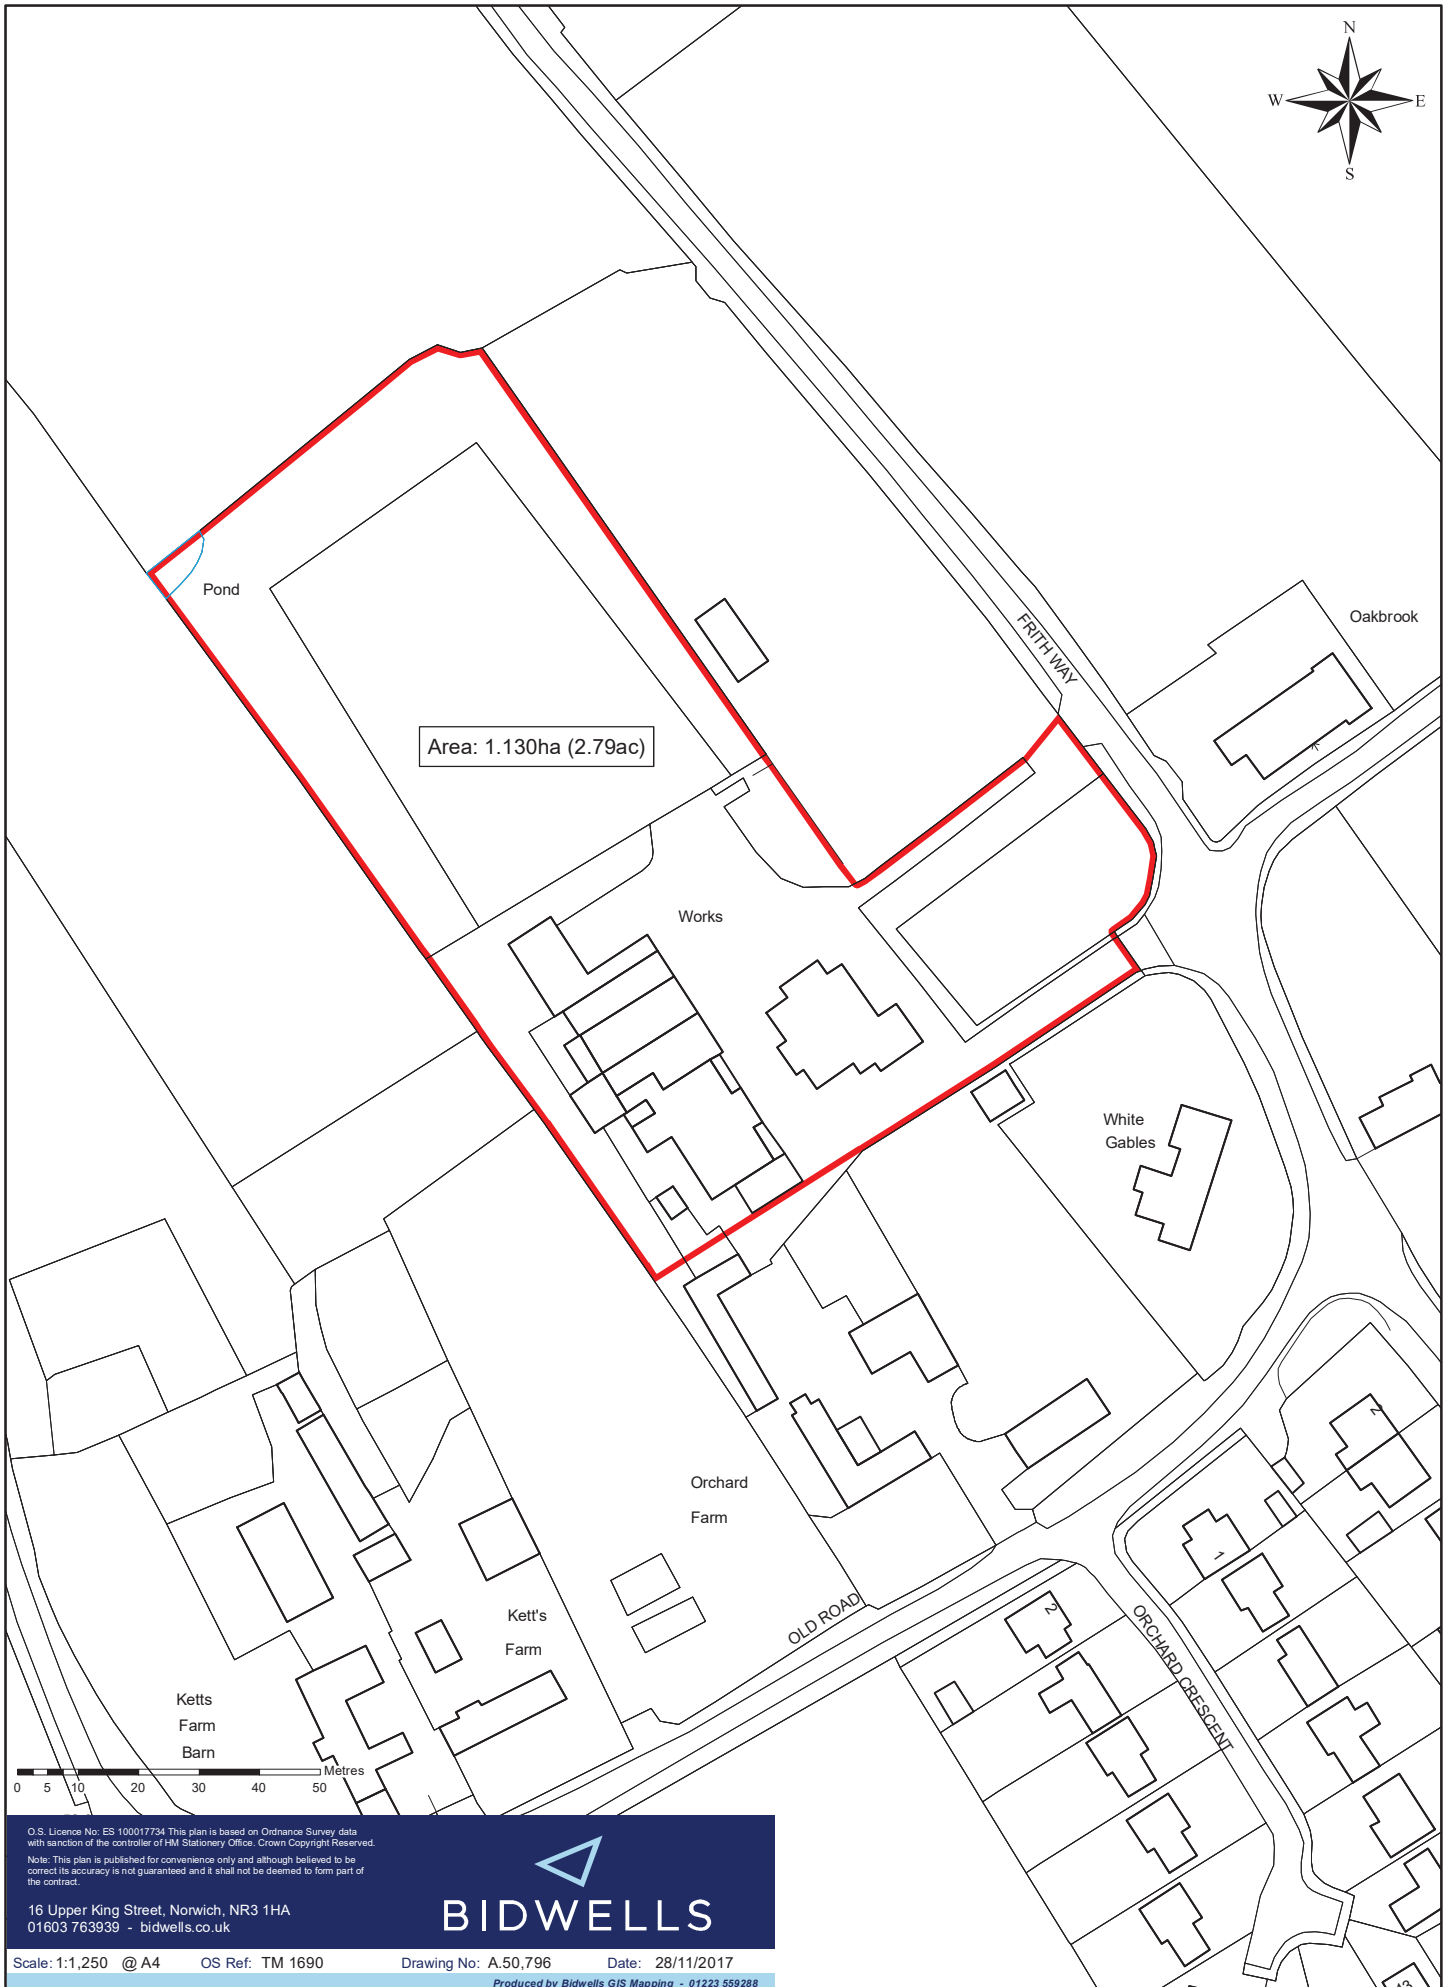 N
W E
S
Pond
Oakbrook
FRITH WAY
Area: 1.130ha (2.79ac)
Works
White
Gables
2
Orchard
Farm
1
2
Kett's
Farm
OLD ROAD
ORCHARD CRESCENT
Ketts
Farm
Barn
Metres
0 5 10 20 30 40 50
O.S. Licence No: ES 100017734 This plan is based on Ordnance Survey data
with sanction of the controller of HM Stationery Office. Crown Copyright Reserved.
Note: This plan is published for convenience only and although believed to be
correct its accuracy is not guaranteed and it shall not be deemed to form part of
the contract.
16 Upper King Street, Norwich, NR3 1HA
01603 763939 - bidwells.co.uk
BIDWELLS
Scale: 1:1,250 @ A4 OS Ref: TM 1690 Drawing No: A.50,796 Date: 28/11/2017
Produced by Bidwells GIS Mapping - 01223 559288